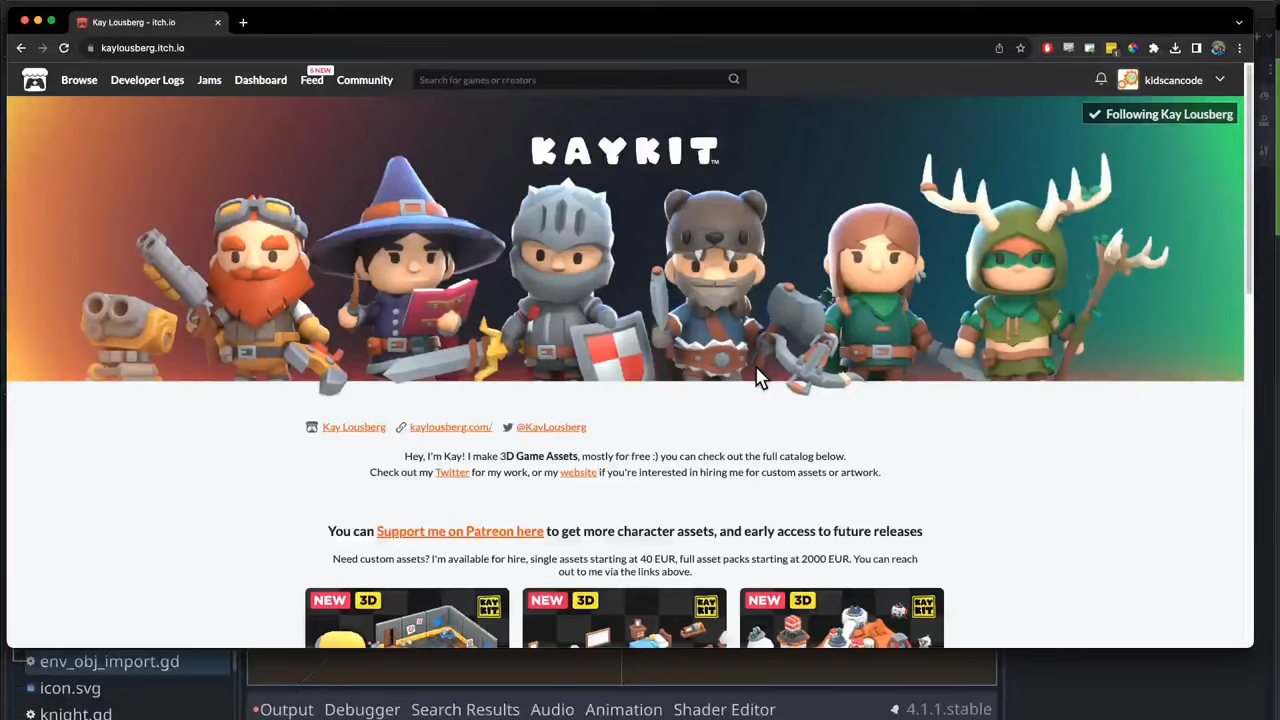 Kay Lousberg - itch.io
kaylousberg.itch.io
Browse Developer Logs Jams Dashboard Feed Community Search for games or creators kidscancode
6 NEW
Following Kay Lousberg
KAYKIT
Kay Lousberg kaylousberg.com/ @KayLousberg
Hey, I'm Kay! I make 3D Game Assets, mostly for free :) you can check out the full catalog below.
Check out my Twitter for my work, or my website if you're interested in hiring me for custom assets or artwork.
You can Support me on Patreon here to get more character assets, and early access to future releases
Need custom assets? I'm available for hire, single assets starting at 40 EUR, full asset packs starting at 2000 EUR. You can reach
out to me via the links above.
NEW 3D KAY KIT NEW 3D KAY KIT NEW 3D KAY KIT
env_obj_import.gd
icon.svg
knight.gd
Output Debugger Search Results Audio Animation Shader Editor 4.1.1.stable